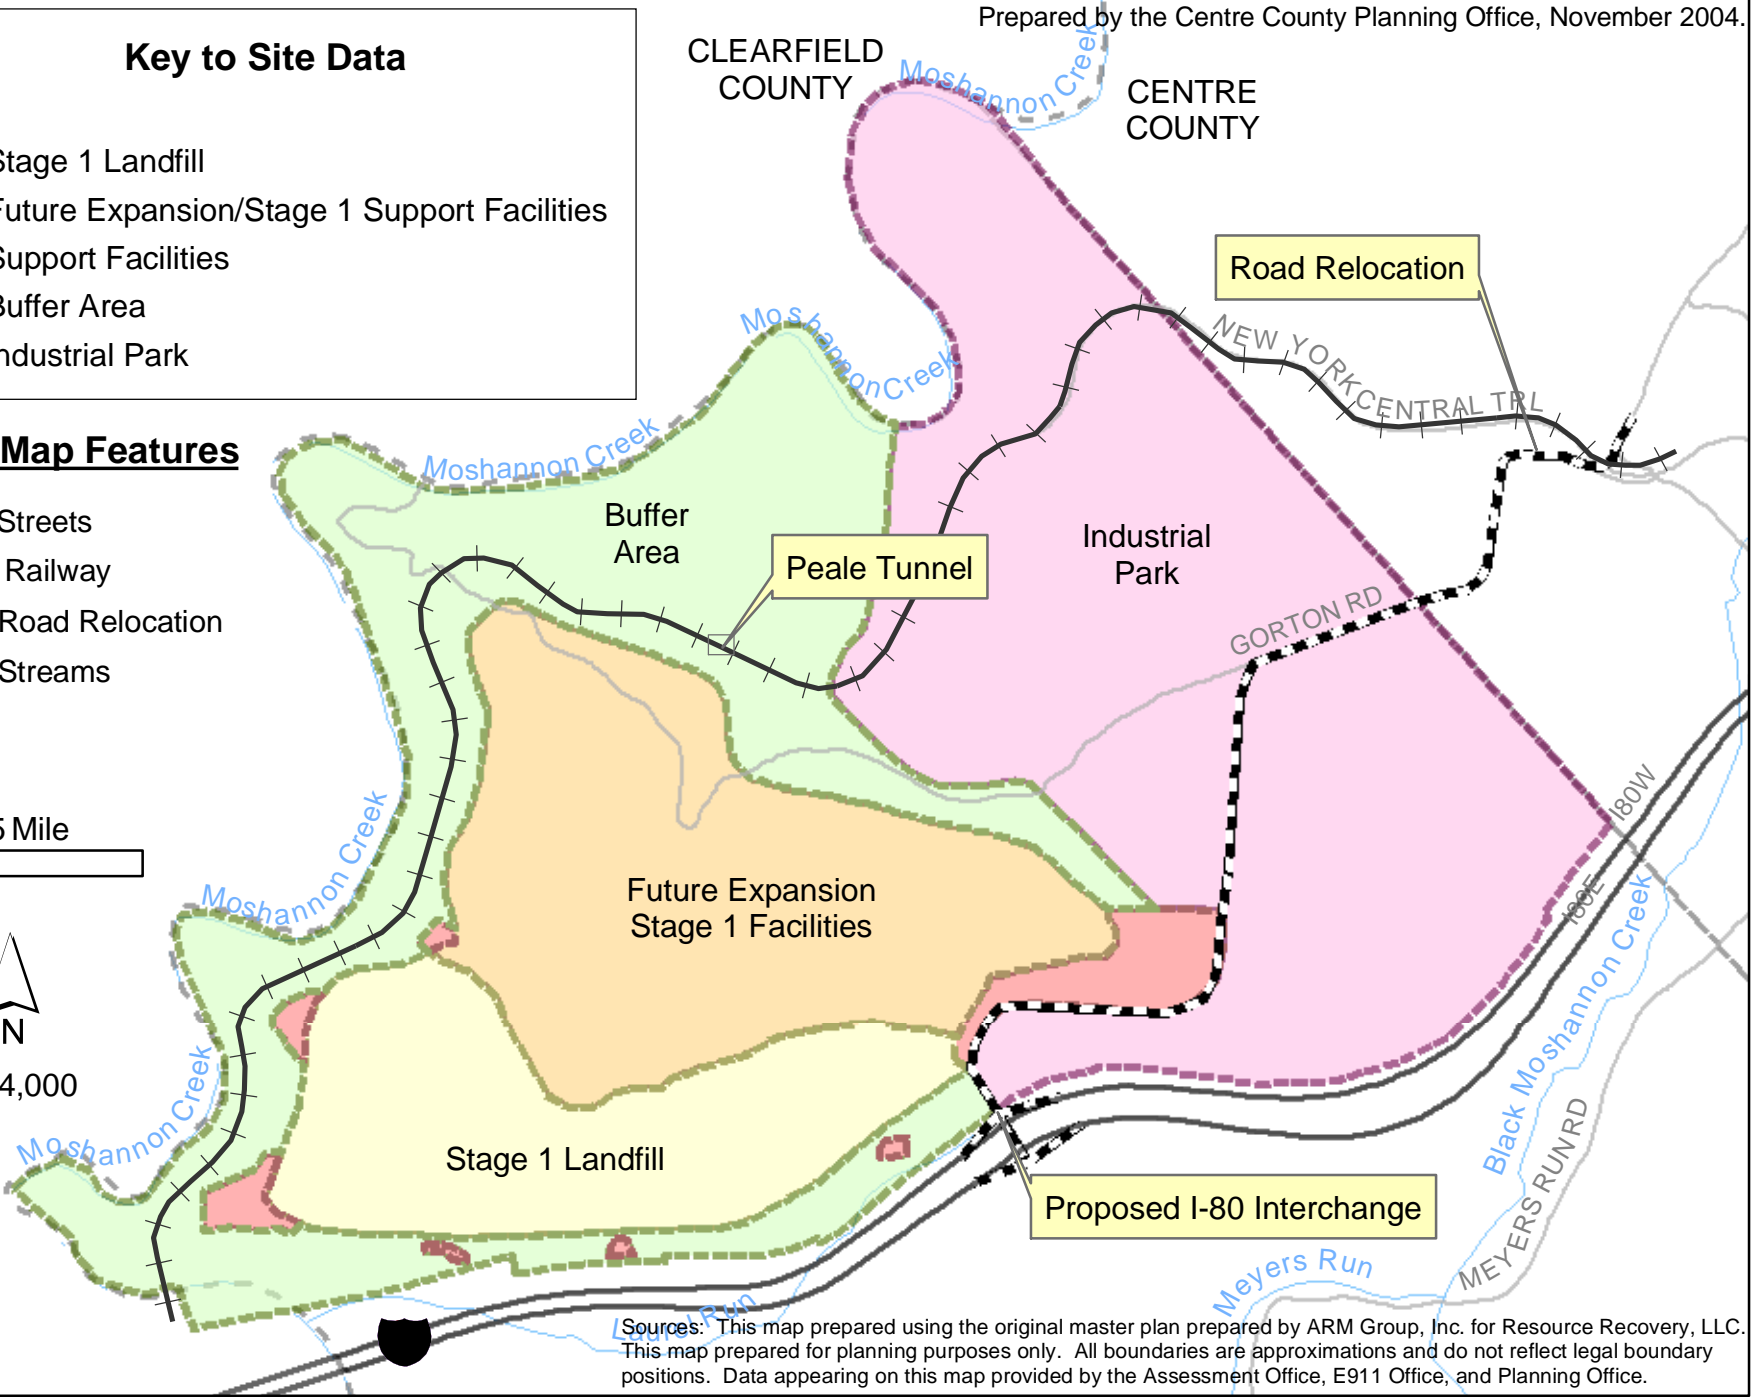 Prepared by the Centre County Planning Office, November 2004.
Key to Site Data
Stage 1 Landfill
Future Expansion/Stage 1 Support Facilities
Support Facilities
Buffer Area
Industrial Park
Map Features
Streets
Railway
Road Relocation
Streams
5 Mile
N
4,000
CLEARFIELD
COUNTY
CENTRE
COUNTY
Moshannon Creek
Moshannon Creek
Moshannon Creek
Moshannon Creek
Moshannon Creek
Road Relocation
NEW YORK CENTRAL TRL
Buffer
Area
Peale Tunnel
Industrial
Park
GORTON RD
I80W
I80E
Future Expansion
Stage 1 Facilities
Stage 1 Landfill
Proposed I-80 Interchange
Black Moshannon Creek
MEYERS RUN RD
Meyers Run
Laurel Run
Sources: This map prepared using the original master plan prepared by ARM Group, Inc. for Resource Recovery, LLC.
This map prepared for planning purposes only. All boundaries are approximations and do not reflect legal boundary
positions. Data appearing on this map provided by the Assessment Office, E911 Office, and Planning Office.